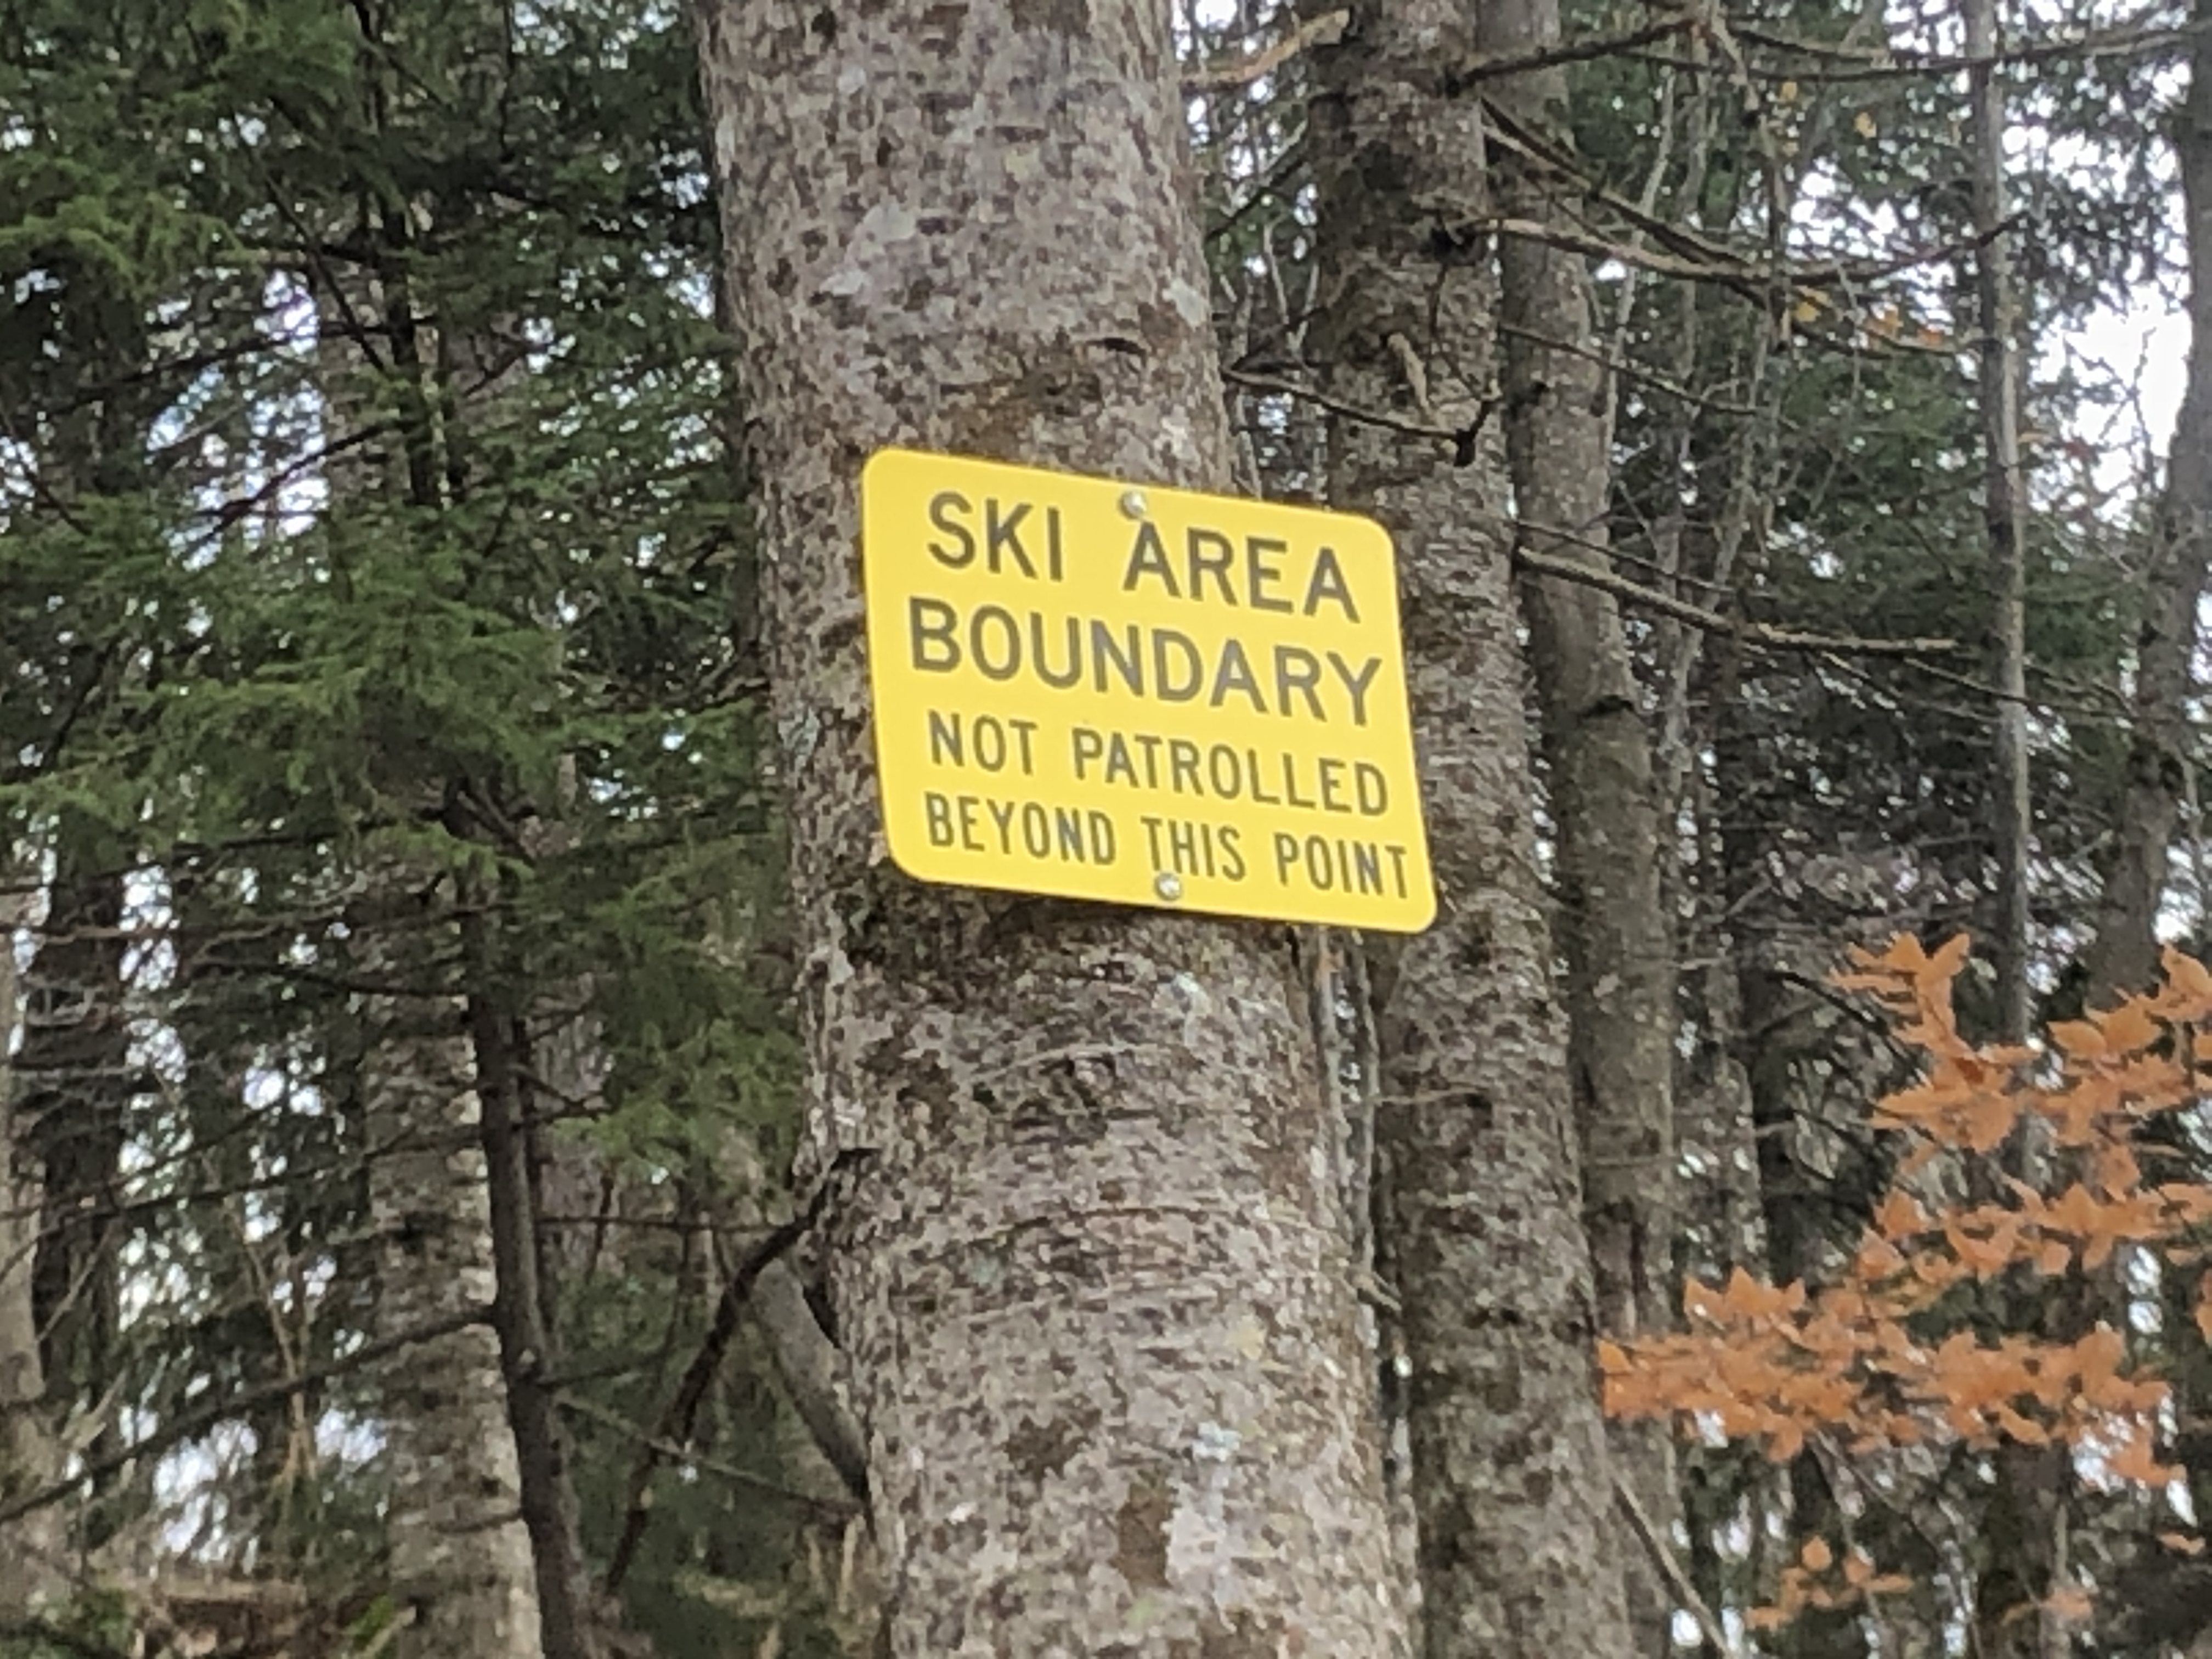 SKI AREA
BOUNDARY
NOT PATROLLED
BEYOND THIS POINT